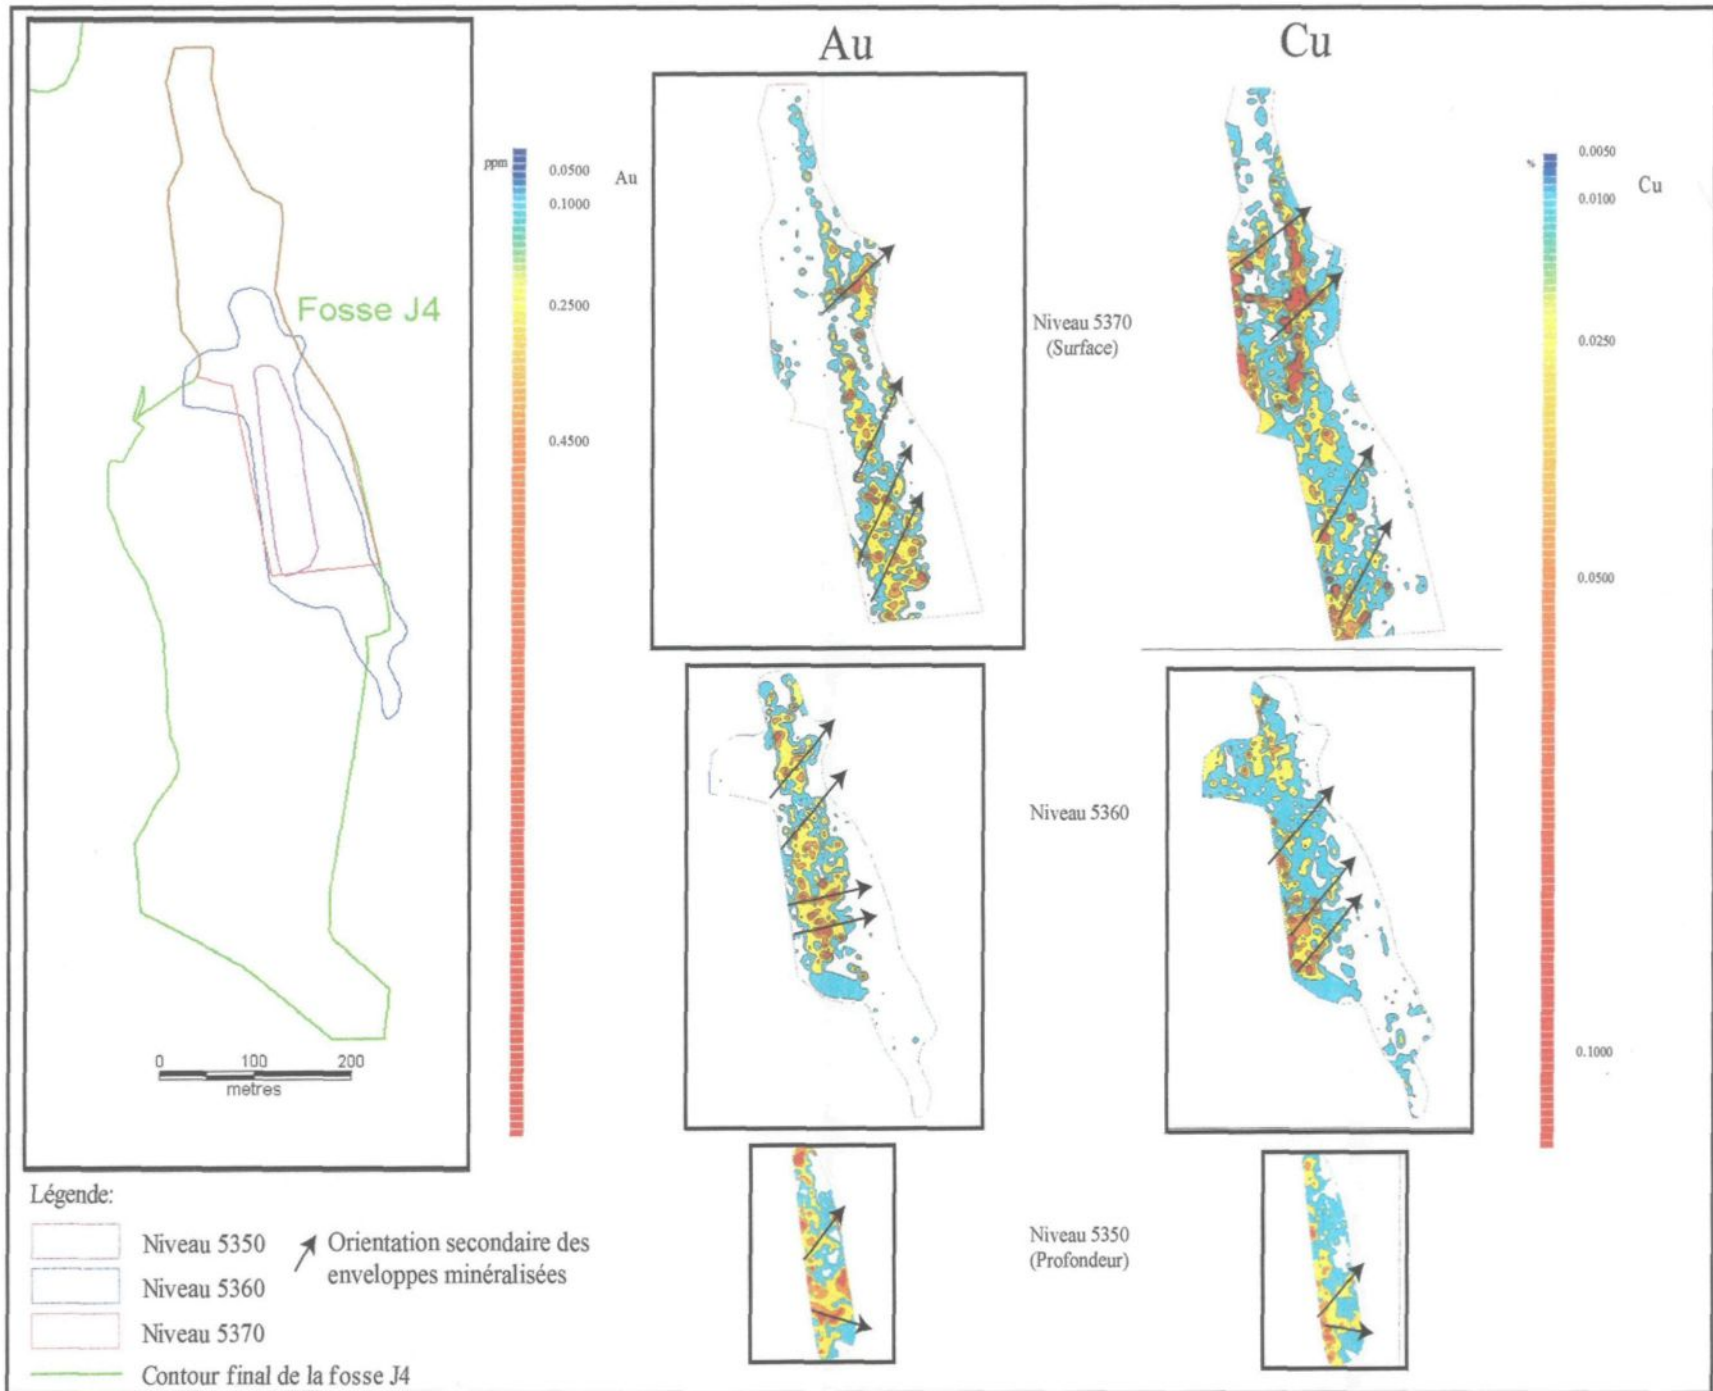 Au
Cu
Fosse J4
ppm
0.0500
0.1000
0.2500
0.4500
Au
Niveau 5370
(Surface)
%
0.0050
0.0100
0.0250
0.0500
0.1000
Cu
Niveau 5360
Niveau 5350
(Profondeur)
0 100 200
metres
Légende:
Niveau 5350
Niveau 5360
Niveau 5370
Contour final de la fosse J4
Orientation secondaire des
enveloppes minéralisées